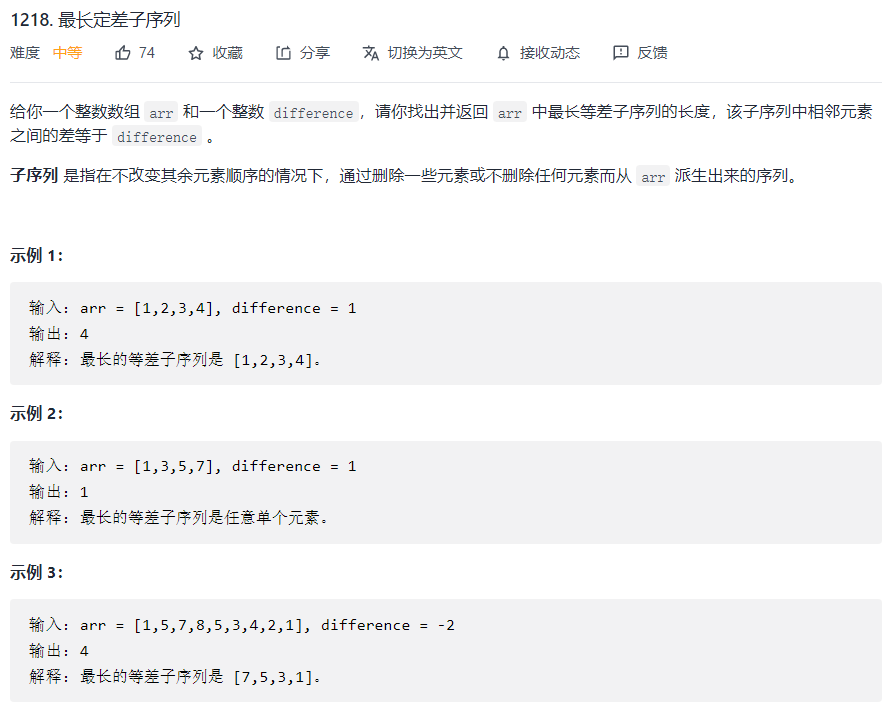 1218. 最长定差子序列
难度 中等 74 收藏 分享 切换为英文 接收动态 反馈
给你一个整数数组 arr 和一个整数 difference，请你找出并返回 arr 中最长等差子序列的长度，该子序列中相邻元素
之间的差等于 difference 。
子序列 是指在不改变其余元素顺序的情况下，通过删除一些元素或不删除任何元素而从 arr 派生出来的序列。
示例 1：
输入：arr = [1,2,3,4], difference = 1
输出：4
解释：最长的等差子序列是 [1,2,3,4]。
示例 2：
输入：arr = [1,3,5,7], difference = 1
输出：1
解释：最长的等差子序列是任意单个元素。
示例 3：
输入：arr = [1,5,7,8,5,3,4,2,1], difference = -2
输出：4
解释：最长的等差子序列是 [7,5,3,1]。